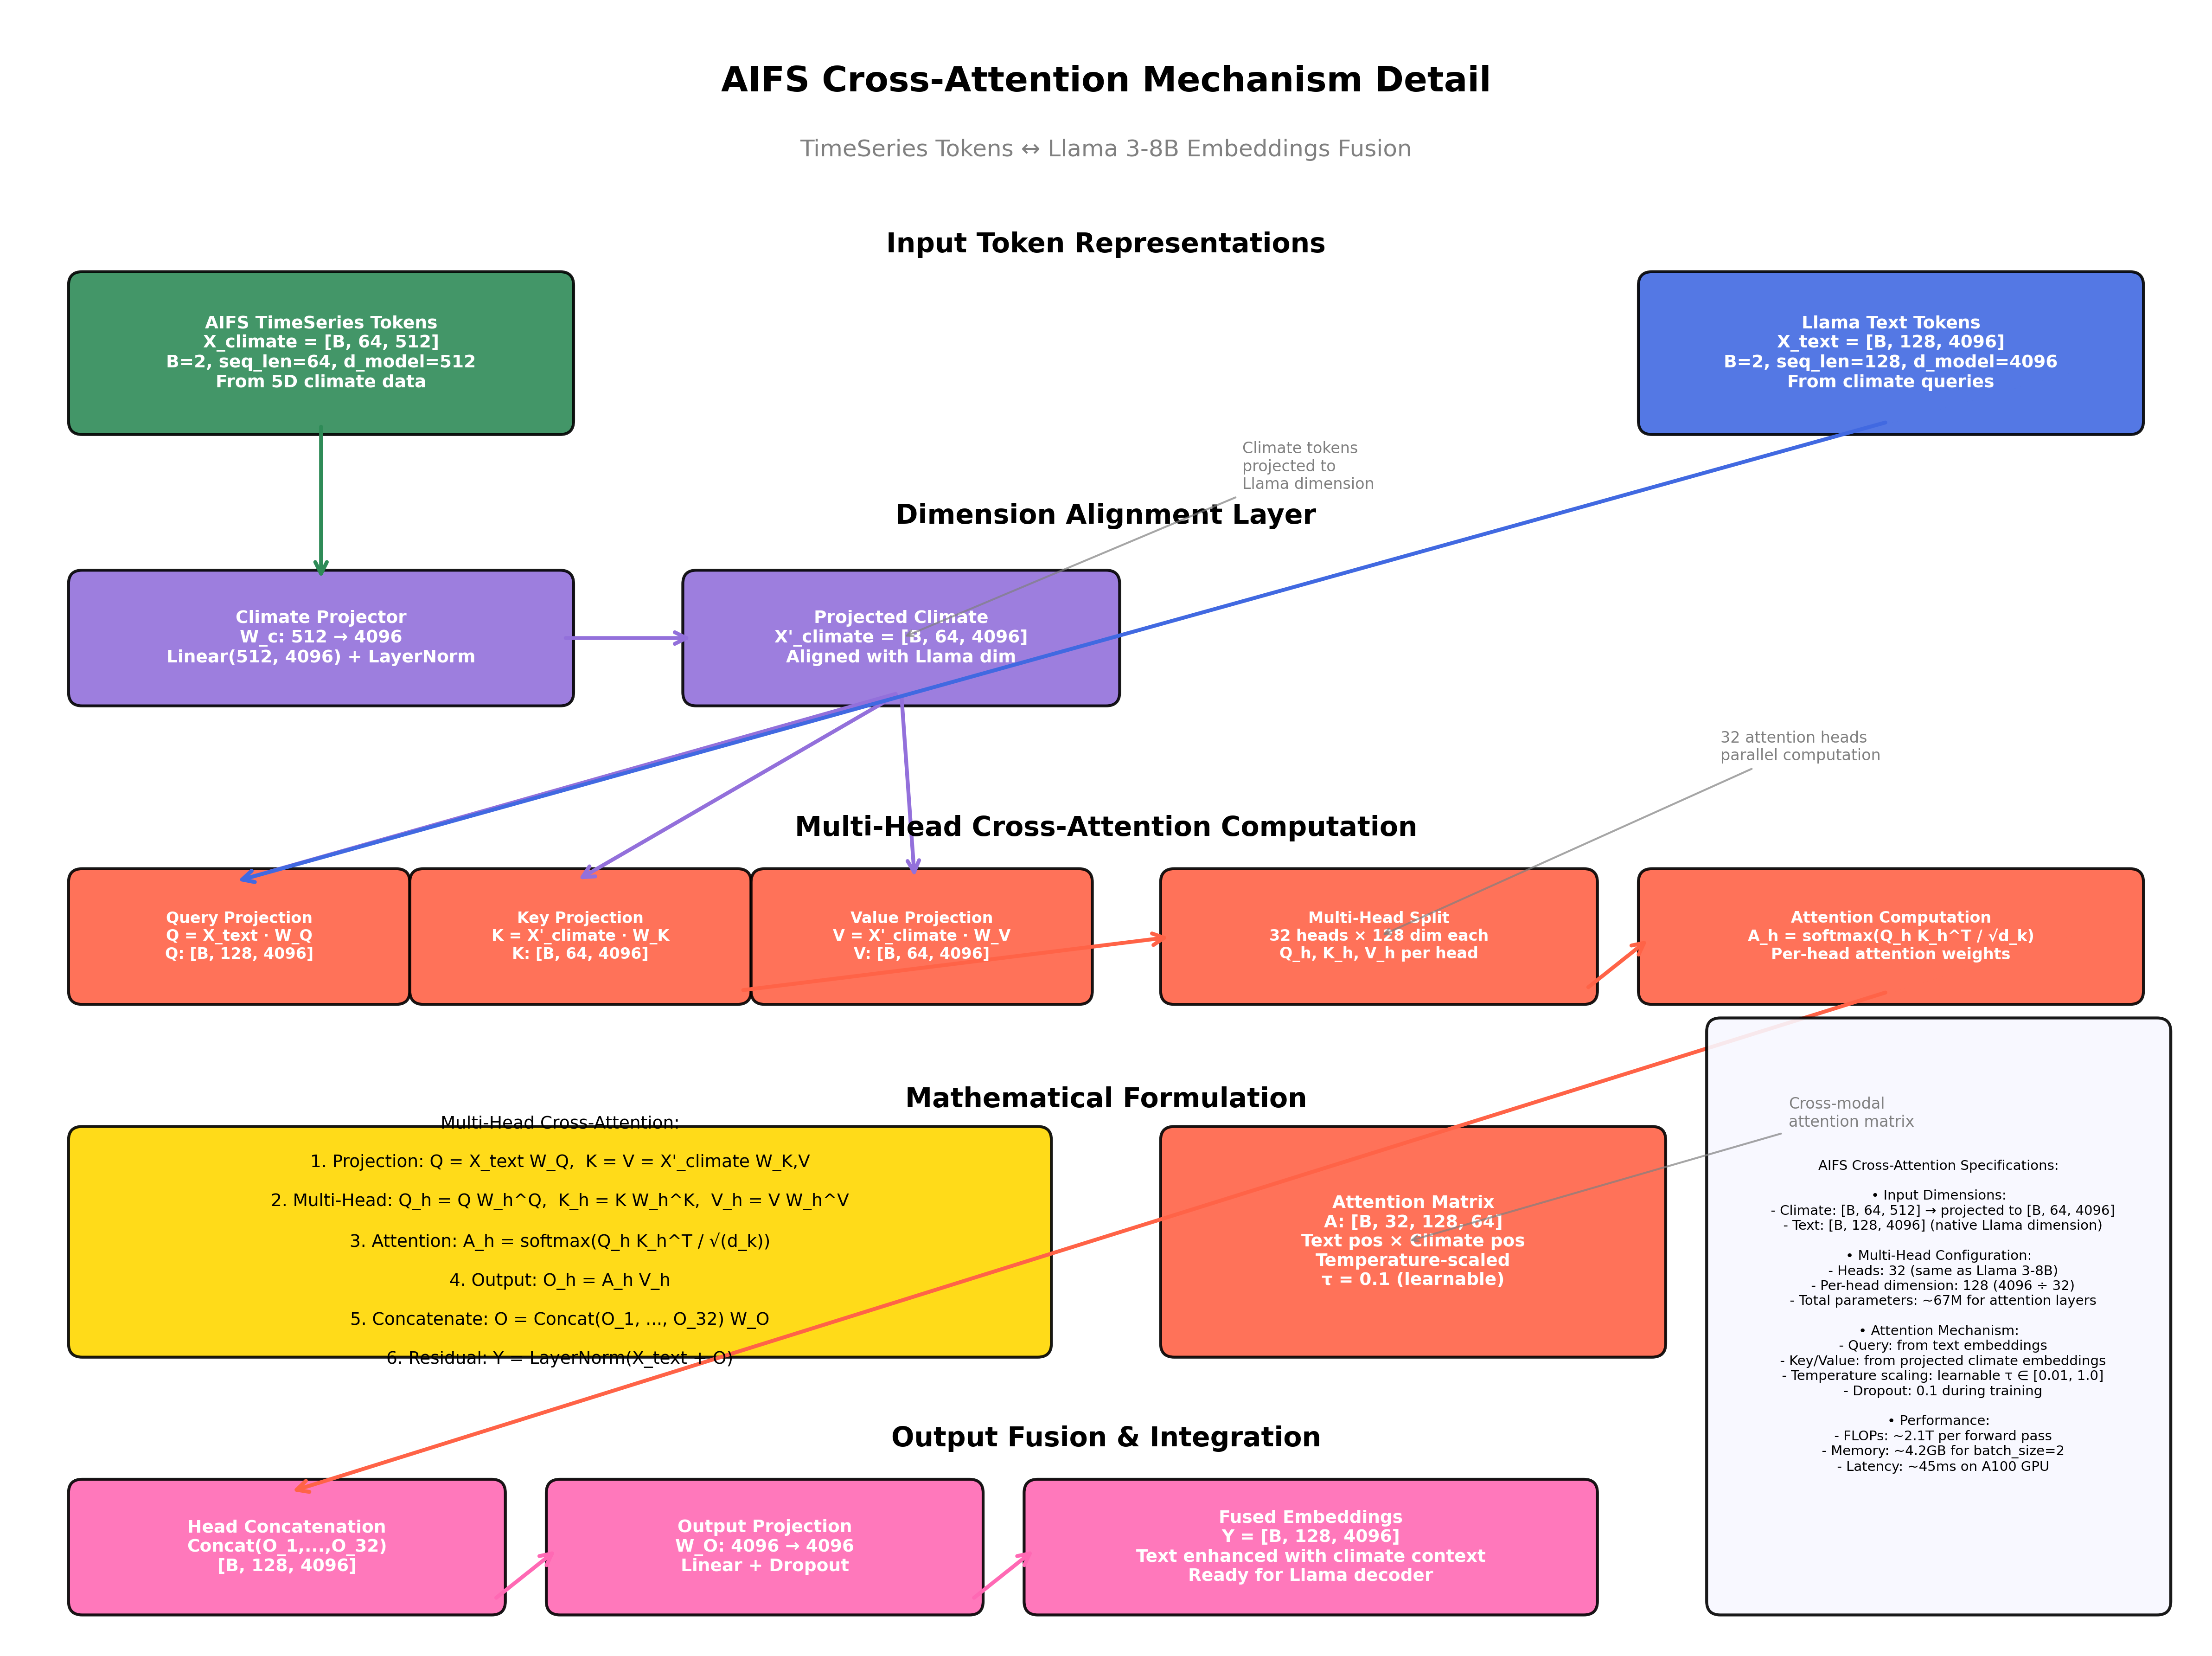 AIFS Cross-Attention Mechanism Detail
TimeSeries Tokens ↔ Llama 3-8B Embeddings Fusion
Input Token Representations
AIFS TimeSeries Tokens
X_climate = [B, 64, 512]
B=2, seq_len=64, d_model=512
From 5D climate data
Llama Text Tokens
X_text = [B, 128, 4096]
B=2, seq_len=128, d_model=4096
From climate queries
Climate tokens
projected to
Llama dimension
Dimension Alignment Layer
Climate Projector
W_c: 512 → 4096
Linear(512, 4096) + LayerNorm
Projected Climate
X'_climate = [B, 64, 4096]
Aligned with Llama dim
32 attention heads
parallel computation
Multi-Head Cross-Attention Computation
Query Projection
Q = X_text · W_Q
Q: [B, 128, 4096]
Key Projection
K = X'_climate · W_K
K: [B, 64, 4096]
Value Projection
V = X'_climate · W_V
V: [B, 64, 4096]
Multi-Head Split
32 heads × 128 dim each
Q_h, K_h, V_h per head
Attention Computation
A_h = softmax(Q_h K_h^T / √d_k)
Per-head attention weights
Mathematical Formulation
Multi-Head Cross-Attention:
1. Projection: Q = X_text W_Q,  K = V = X'_climate W_K,V
2. Multi-Head: Q_h = Q W_h^Q,  K_h = K W_h^K,  V_h = V W_h^V
3. Attention: A_h = softmax(Q_h K_h^T / √(d_k))
4. Output: O_h = A_h V_h
5. Concatenate: O = Concat(O_1, ..., O_32) W_O
6. Residual: Y = LayerNorm(X_text + O)
Attention Matrix
A: [B, 32, 128, 64]
Text pos × Climate pos
Temperature-scaled
τ = 0.1 (learnable)
Cross-modal
attention matrix
AIFS Cross-Attention Specifications:
• Input Dimensions:
- Climate: [B, 64, 512] → projected to [B, 64, 4096]
- Text: [B, 128, 4096] (native Llama dimension)
• Multi-Head Configuration:
- Heads: 32 (same as Llama 3-8B)
- Per-head dimension: 128 (4096 ÷ 32)
- Total parameters: ~67M for attention layers
• Attention Mechanism:
- Query: from text embeddings
- Key/Value: from projected climate embeddings
- Temperature scaling: learnable τ ∈ [0.01, 1.0]
- Dropout: 0.1 during training
• Performance:
- FLOPs: ~2.1T per forward pass
- Memory: ~4.2GB for batch_size=2
- Latency: ~45ms on A100 GPU
Output Fusion & Integration
Head Concatenation
Concat(O_1,...,O_32)
[B, 128, 4096]
Output Projection
W_O: 4096 → 4096
Linear + Dropout
Fused Embeddings
Y = [B, 128, 4096]
Text enhanced with climate context
Ready for Llama decoder